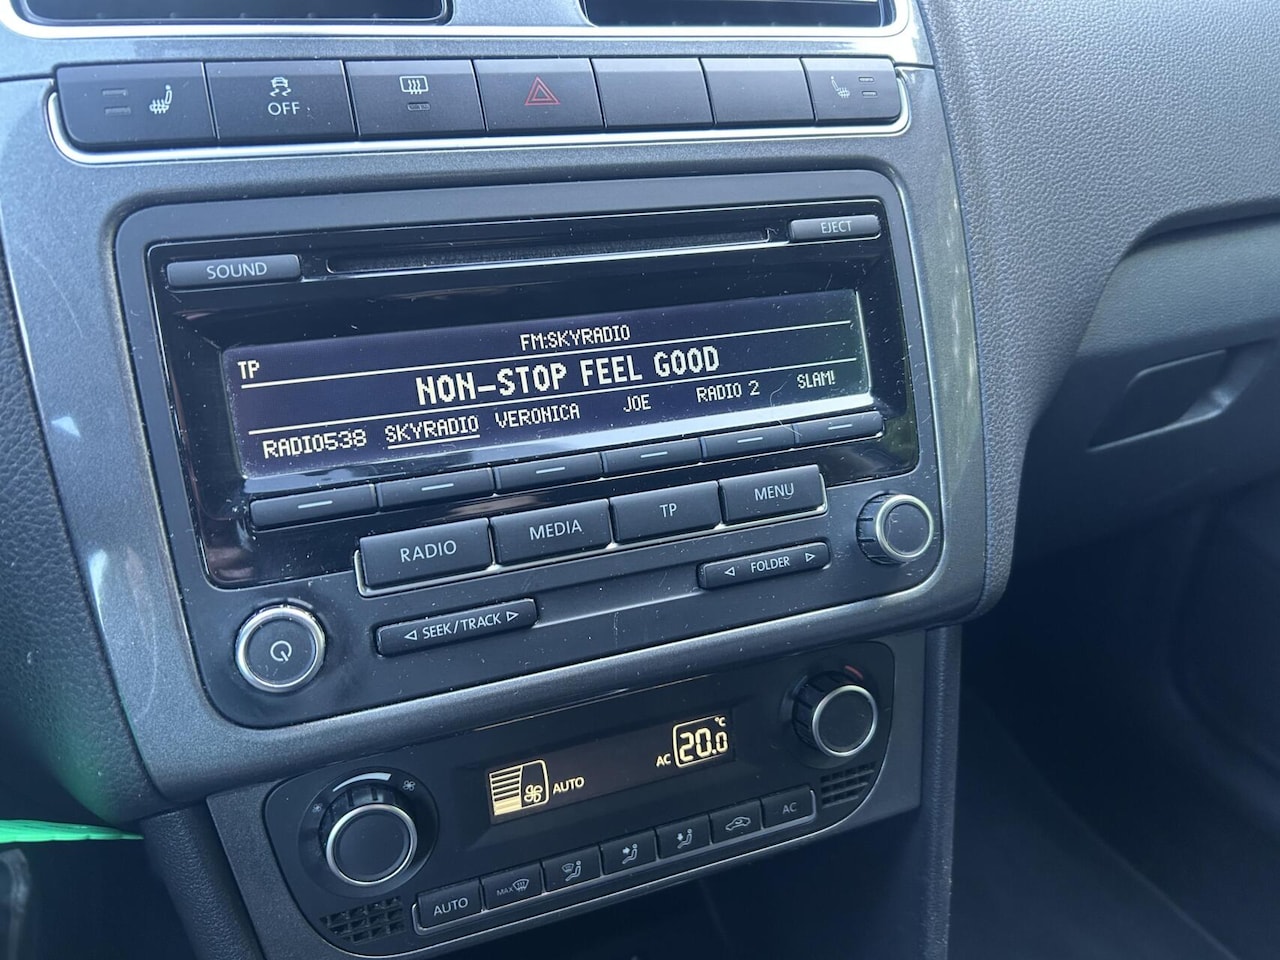 OFF
SOUND
EJECT
FM:SKYRADIO
TP
NON-STOP FEEL GOOD
RADIO538 SKYRADIO VERONICA JOE RADIO 2 SLAM!
RADIO MEDIA TP MENU
SEEK/TRACK FOLDER
AUTO AC 20.0 °C
AUTO MAX AC